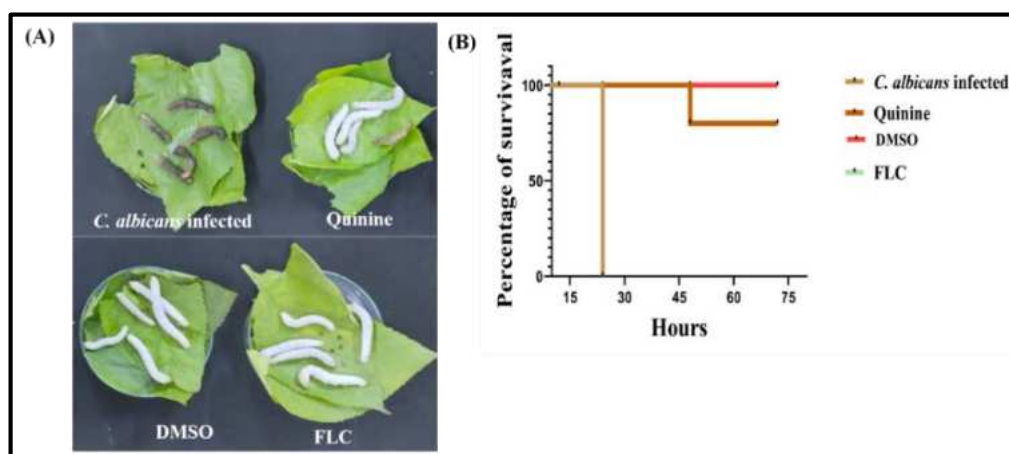 (A)
C. albicans infected
Quinine
DMSO
FLC
(B)
Percentage of survivaval
100
50
0
15
30
45
60
75
Hours
C. albicans infected
Quinine
DMSO
FLC